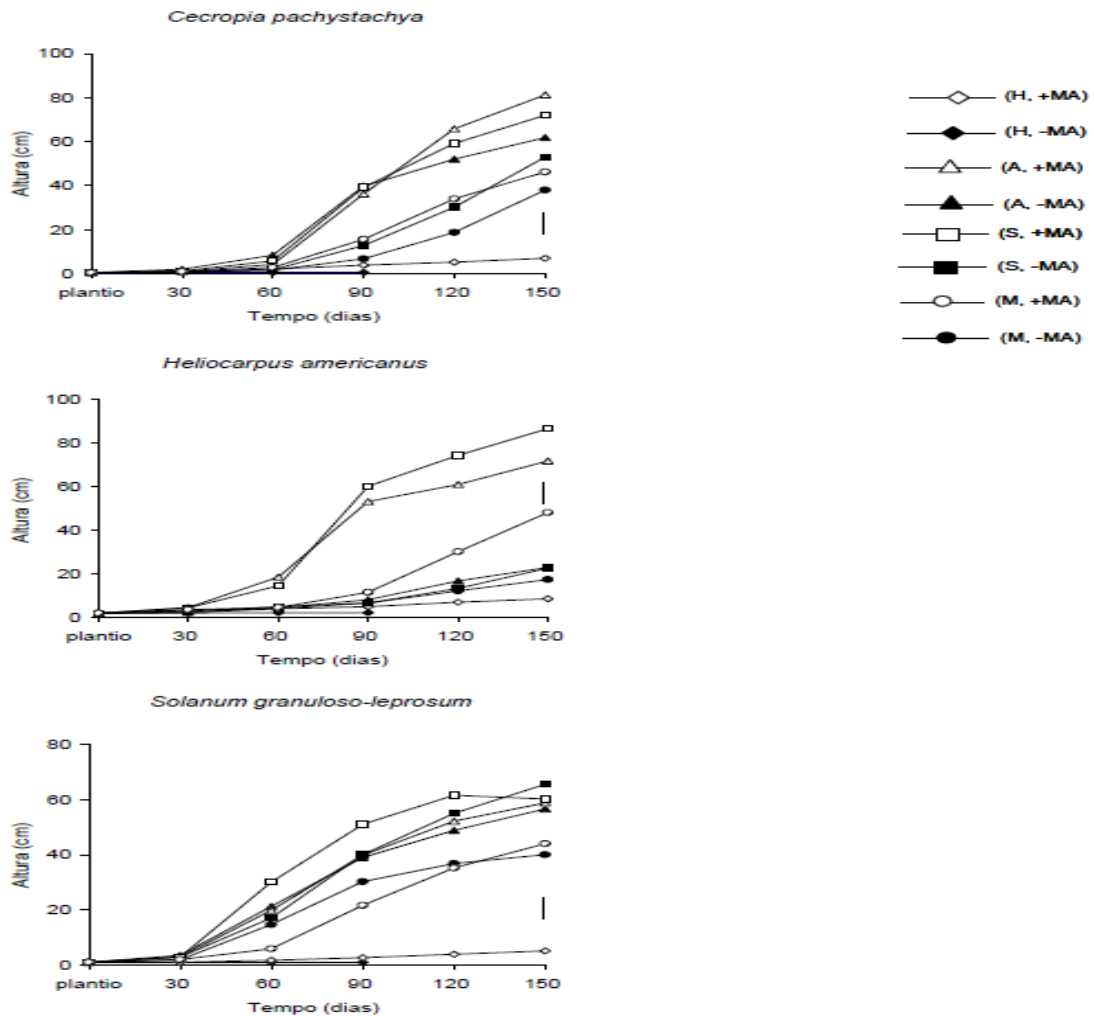 Cecropia pachystachya
Altura (cm)
100
80
60
40
20
0
plantio 30 60 90 120 150
Tempo (dias)
(H, +MA)
(H, -MA)
(A, +MA)
(A, -MA)
(S, +MA)
(S, -MA)
(M, +MA)
(M, -MA)
Heliocarpus americanus
Altura (cm)
100
80
60
40
20
0
plantio 30 60 90 120 150
Tempo (dias)
Solanum granuloso-leprosum
Altura (cm)
80
60
40
20
0
plantio 30 60 90 120 150
Tempo (dias)